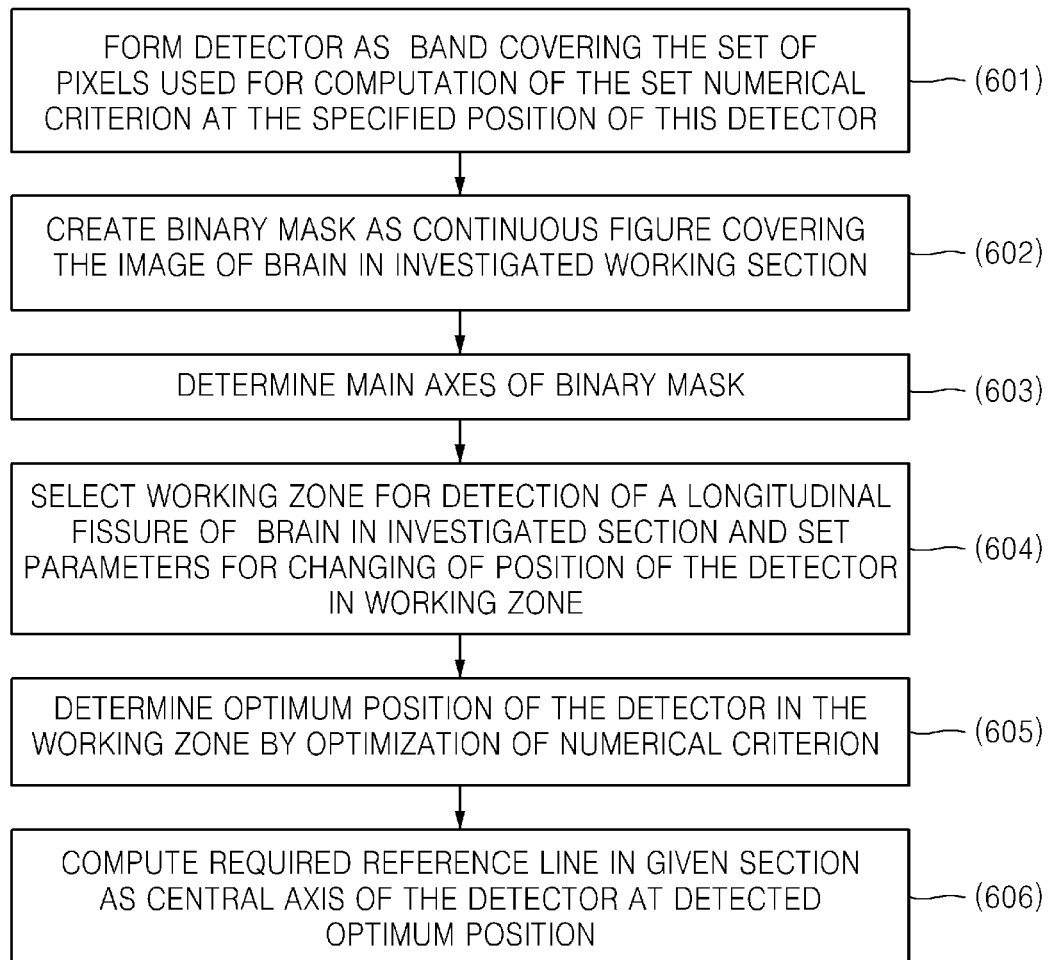 FORM DETECTOR AS BAND COVERING THE SET OF
PIXELS USED FOR COMPUTATION OF THE SET NUMERICAL
CRITERION AT THE SPECIFIED POSITION OF THIS DETECTOR
(601)
CREATE BINARY MASK AS CONTINUOUS FIGURE COVERING
THE IMAGE OF BRAIN IN INVESTIGATED WORKING SECTION
(602)
DETERMINE MAIN AXES OF BINARY MASK
(603)
SELECT WORKING ZONE FOR DETECTION OF A LONGITUDINAL
FISSURE OF BRAIN IN INVESTIGATED SECTION AND SET
PARAMETERS FOR CHANGING OF POSITION OF THE DETECTOR
IN WORKING ZONE
(604)
DETERMINE OPTIMUM POSITION OF THE DETECTOR IN THE
WORKING ZONE BY OPTIMIZATION OF NUMERICAL CRITERION
(605)
COMPUTE REQUIRED REFERENCE LINE IN GIVEN SECTION
AS CENTRAL AXIS OF THE DETECTOR AT DETECTED
OPTIMUM POSITION
(606)